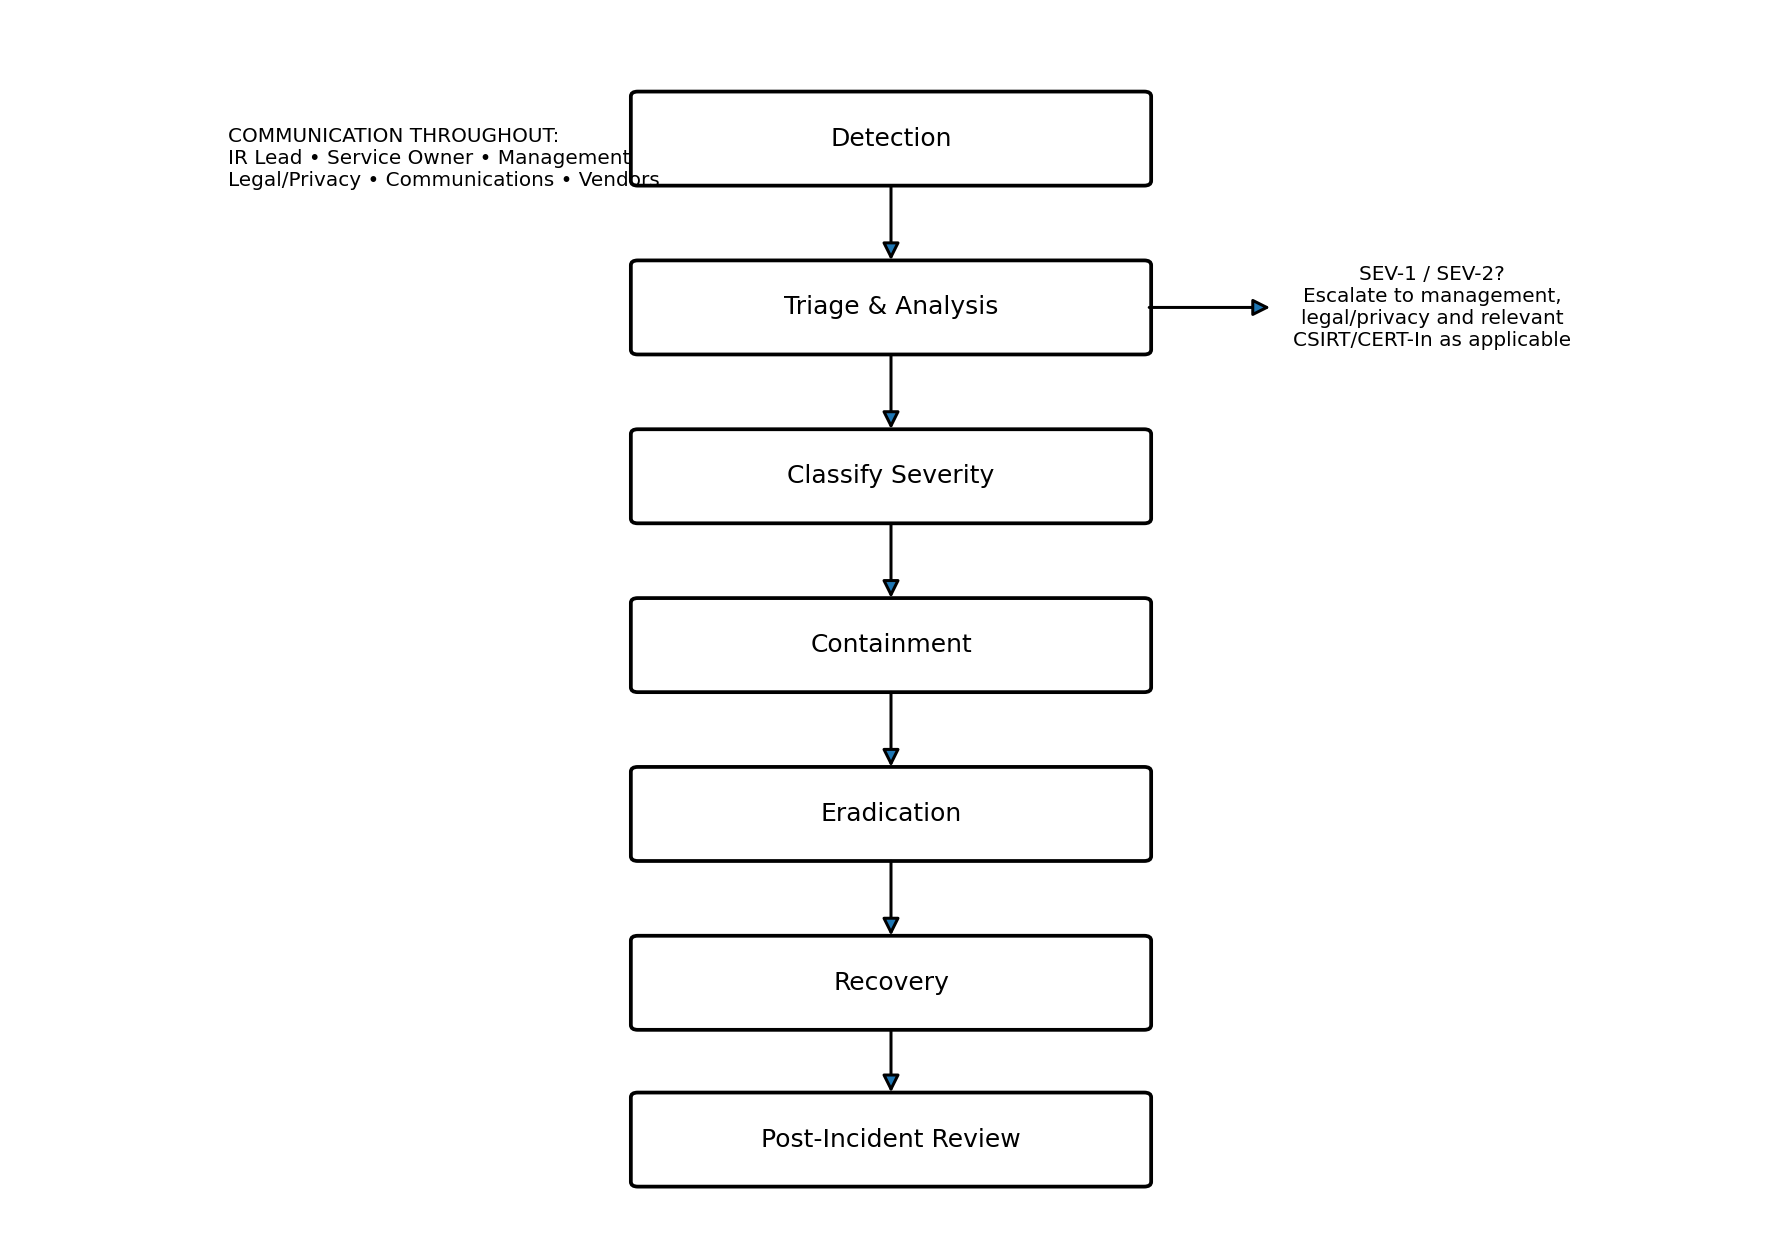 COMMUNICATION THROUGHOUT:
IR Lead • Service Owner • Management
Legal/Privacy • Communications • Vendors
Detection
Triage & Analysis
SEV-1 / SEV-2?
Escalate to management,
legal/privacy and relevant
CSIRT/CERT-In as applicable
Classify Severity
Containment
Eradication
Recovery
Post-Incident Review